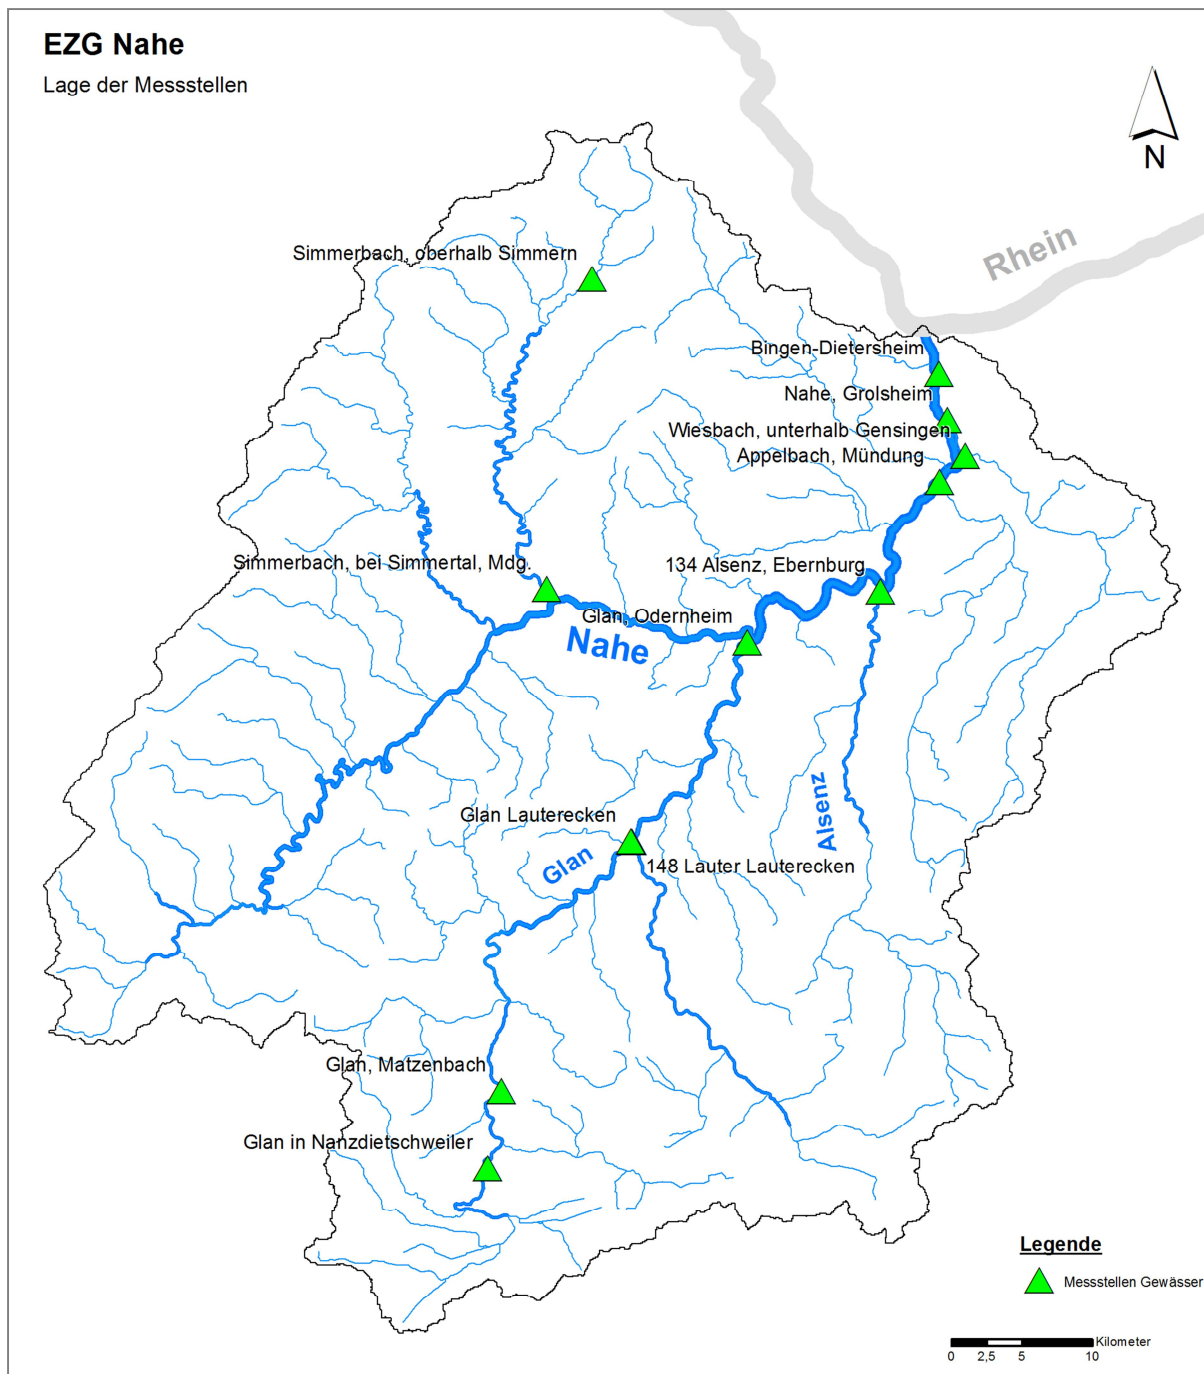 EZG Nahe
Lage der Messstellen
N
Rhein
Simmerbach, oberhalb Simmern
Bingen-Dietersheim
Nahe, Grolsheim
Wiesbach, unterhalb Gensingen
Appelbach, Mündung
Simmerbach, bei Simmertal, Mdg.
134 Alsenz, Ebernburg
Glan, Odernheim
Nahe
Alsenz
Glan Lauterecken
Glan
148 Lauter Lauterecken
Glan, Matzenbach
Glan in Nanzdietschweiler
Legende
Messstellen Gewässer
Kilometer
0 2,5 5 10